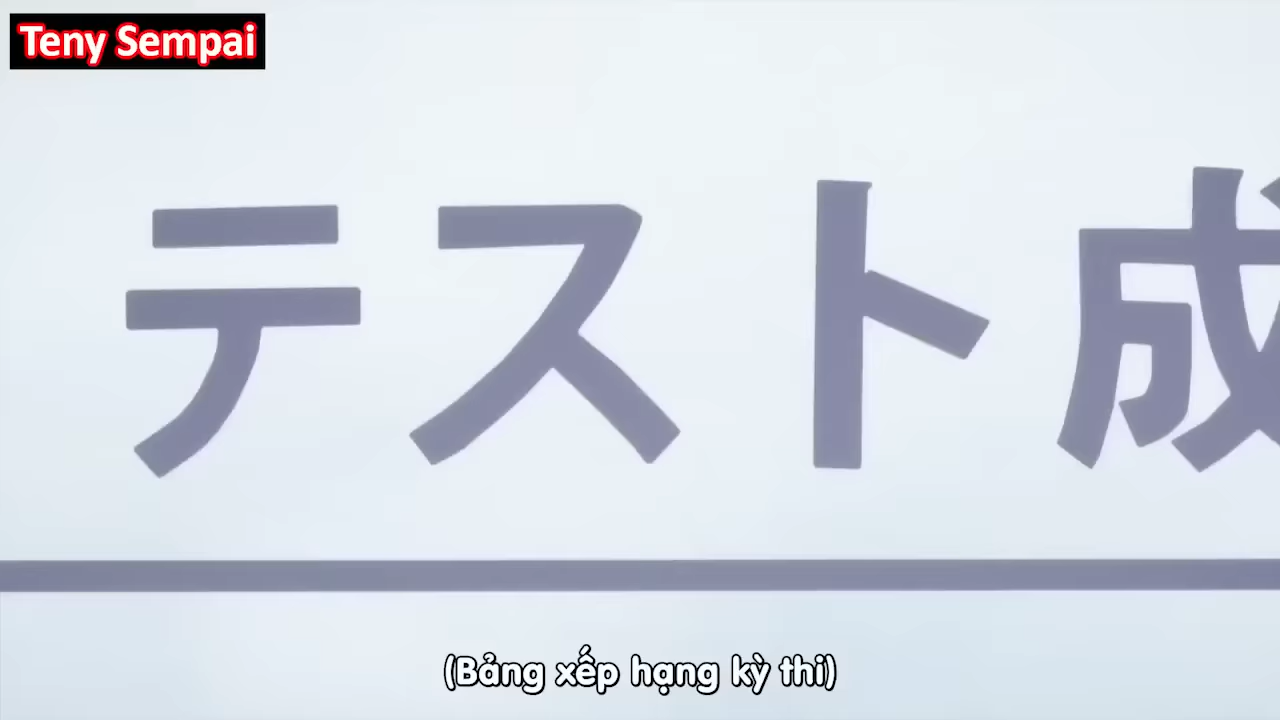 Teny Sempai
テスト成
(Bảng xếp hạng kỳ thi)